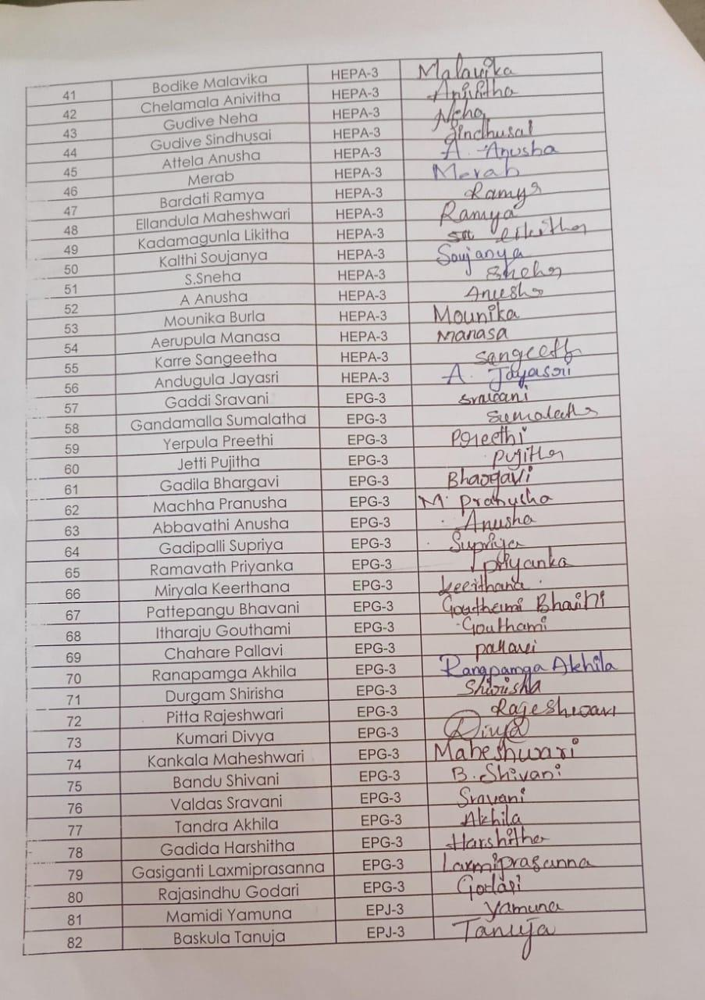 41 Bodike Malavika HEPA-3 Malavika
42 Chelamala Anivitha HEPA-3 Anivitha
43 Gudive Neha HEPA-3 Neha
44 Gudive Sindhusai HEPA-3 Sindhusai
45 Attela Anusha HEPA-3 A. Anusha
46 Merab HEPA-3 Merab
47 Bardati Ramya HEPA-3 Ramya
48 Ellandula Maheshwari HEPA-3 Ramya
49 Kadamagunla Likitha HEPA-3 likitha
50 Kalthi Soujanya HEPA-3 Soujanya
51 S.Sneha HEPA-3 Sneha
52 A Anusha HEPA-3 Anusha
53 Mounika Burla HEPA-3 Mounika
54 Aerupula Manasa HEPA-3 Manasa
55 Karre Sangeetha HEPA-3 sangeetha
56 Andugula Jayasri HEPA-3 A. Jayasri
57 Gaddi Sravani EPG-3 sravani
58 Gandamalla Sumalatha EPG-3 Sumalatha
59 Yerpula Preethi EPG-3 Preethi
60 Jetti Pujitha EPG-3 Pujitha
61 Gadila Bhargavi EPG-3 Bhargavi
62 Machha Pranusha EPG-3 M. Pranusha
63 Abbavathi Anusha EPG-3 Anusha
64 Gadipalli Supriya EPG-3 Supriya
65 Ramavath Priyanka EPG-3 priyanka
66 Miryala Keerthana EPG-3 keerthana
67 Pattepangu Bhavani EPG-3
68 Itharaju Gouthami EPG-3 Gouthami
69 Chahare Pallavi EPG-3 pallavi
70 Ranapamga Akhila EPG-3 Ranapamga Akhila
71 Durgam Shirisha EPG-3 Shirisha
72 Pitta Rajeshwari EPG-3 Rajeshwari
73 Kumari Divya EPG-3 Divya
74 Kankala Maheshwari EPG-3 Maheshwari
75 Bandu Shivani EPG-3 B. Shivani
76 Valdas Sravani EPG-3 Sravani
77 Tandra Akhila EPG-3 Akhila
78 Gadida Harshitha EPG-3 Harshitha
79 Gasiganti Laxmiprasanna EPG-3 Laxmiprasanna
80 Rajasindhu Godari EPG-3 Godari
81 Mamidi Yamuna EPJ-3 Yamuna
82 Baskula Tanuja EPJ-3 Tanuja